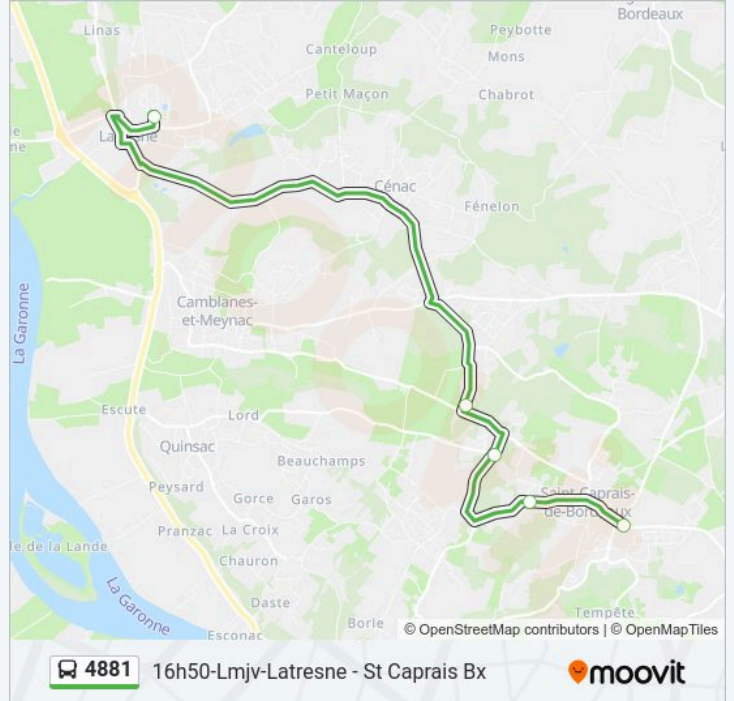 Bordeaux
Linas
Peybotte
Canteloup
Mons
Petit Maçon
Chabrot
Cénac
Fénelon
La Garonne
Camblanes-
et-Meynac
Escute
Lord
Quinsac
Beauchamps
Peysard
Gorce
Garos
Saint-Caprais-
de-Bordeaux
Pranzac
La Croix
le de la Lande
Chauron
La Garonne
Daste
Tempête
Borie
Esconac
© OpenStreetMap contributors | © OpenMapTiles
4881
16h50-Lmjv-Latresne - St Caprais Bx
moovit